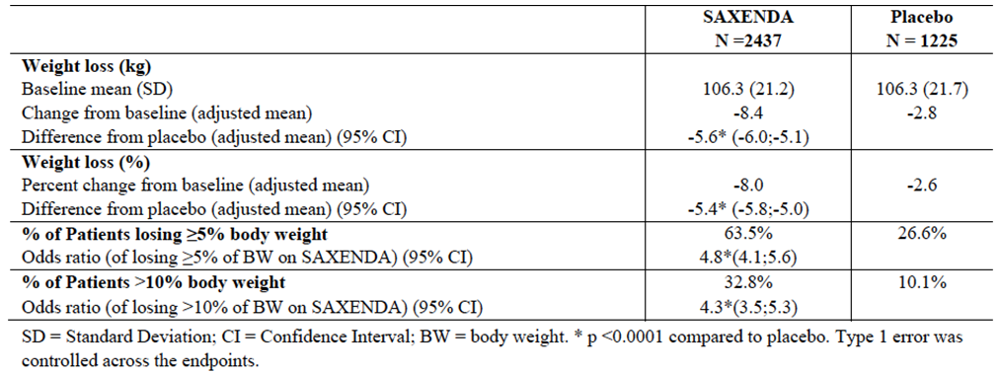 SAXENDA Placebo
N =2437 N = 1225
Weight loss (kg)
Baseline mean (SD) 106.3 (21.2) 106.3 (21.7)
Change from baseline (adjusted mean) -8.4 -2.8
Difference from placebo (adjusted mean) (95% CI) -5.6* (-6.0;-5.1)
Weight loss (%)
Percent change from baseline (adjusted mean) -8.0 -2.6
Difference from placebo (adjusted mean) (95% CI) -5.4* (-5.8;-5.0)
% of Patients losing ≥5% body weight 63.5% 26.6%
Odds ratio (of losing ≥5% of BW on SAXENDA) (95% CI) 4.8*(4.1;5.6)
% of Patients >10% body weight 32.8% 10.1%
Odds ratio (of losing >10% of BW on SAXENDA) (95% CI) 4.3*(3.5;5.3)
SD = Standard Deviation; CI = Confidence Interval; BW = body weight. * p <0.0001 compared to placebo. Type 1 error was
controlled across the endpoints.